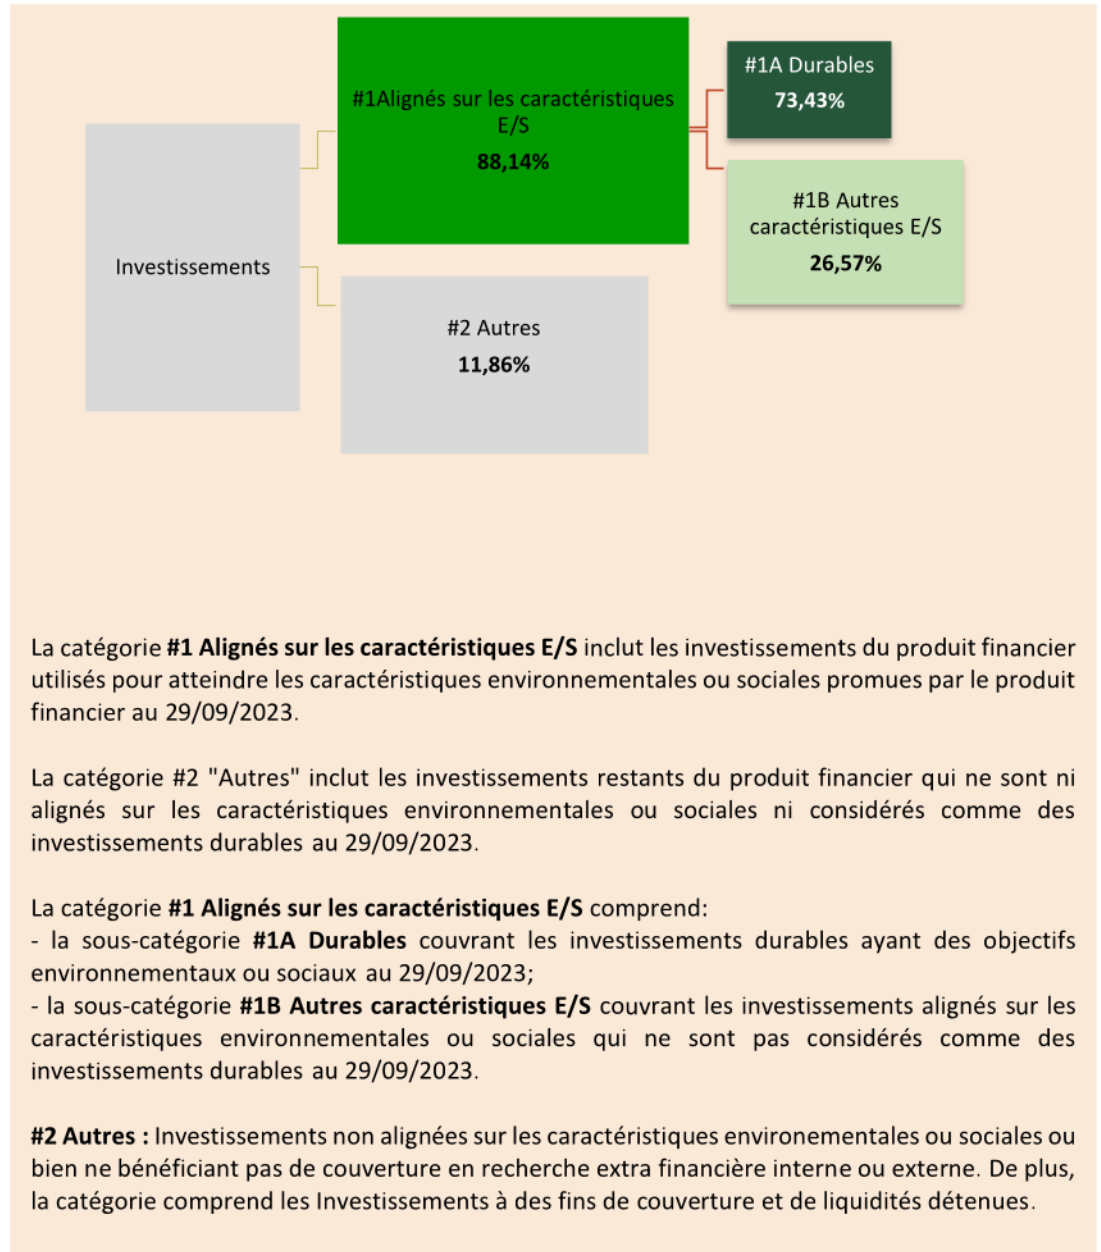 #1Alignés sur les caractéristiques
E/S
88,14%
#1A Durables
73,43%
#1B Autres
caractéristiques E/S
26,57%
Investissements
#2 Autres
11,86%
La catégorie #1 Alignés sur les caractéristiques E/S inclut les investissements du produit financier
utilisés pour atteindre les caractéristiques environnementales ou sociales promues par le produit
financier au 29/09/2023.
La catégorie #2 "Autres" inclut les investissements restants du produit financier qui ne sont ni
alignés sur les caractéristiques environnementales ou sociales ni considérés comme des
investissements durables au 29/09/2023.
La catégorie #1 Alignés sur les caractéristiques E/S comprend:
- la sous-catégorie #1A Durables couvrant les investissements durables ayant des objectifs
environnementaux ou sociaux au 29/09/2023;
- la sous-catégorie #1B Autres caractéristiques E/S couvrant les investissements alignés sur les
caractéristiques environnementales ou sociales qui ne sont pas considérés comme des
investissements durables au 29/09/2023.
#2 Autres : Investissements non alignées sur les caractéristiques environementales ou sociales ou
bien ne bénéficiant pas de couverture en recherche extra financière interne ou externe. De plus,
la catégorie comprend les Investissements à des fins de couverture et de liquidités détenues.